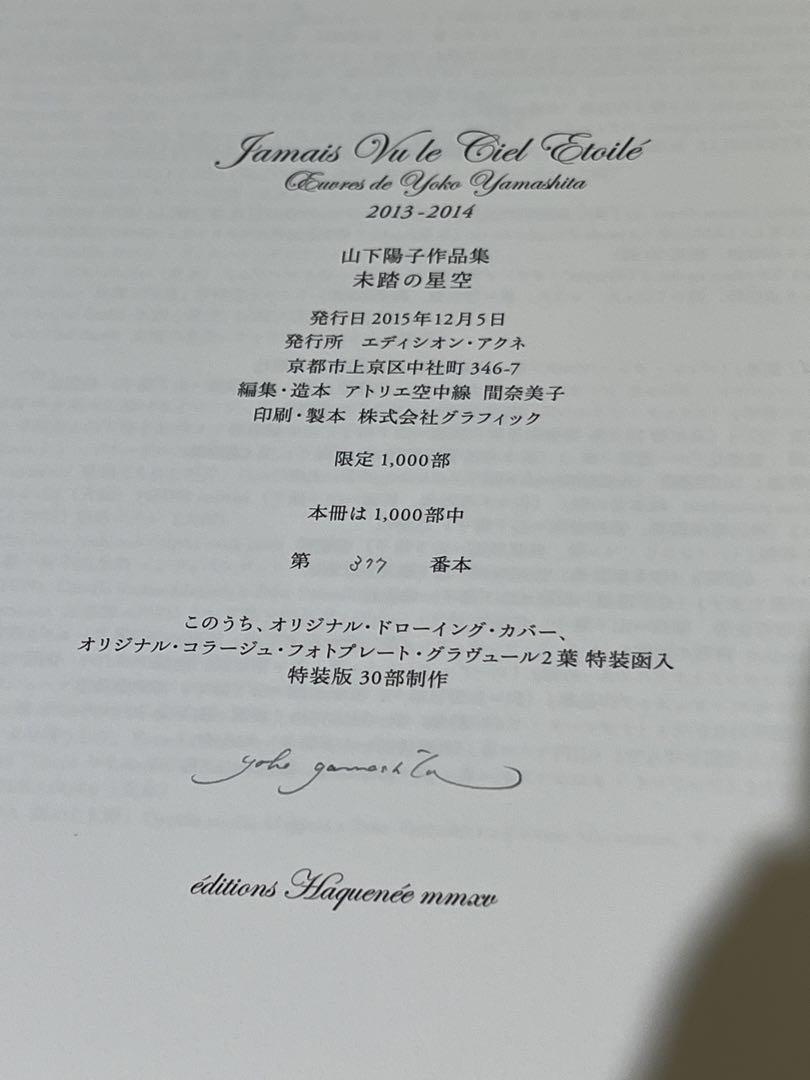 Jamais Vu le Ciel Etoilé
Œuvres de Yoko Yamashita
2013-2014
山下陽子作品集
未踏の星空
発行日 2015年12月5日
発行所 エディシオン・アクネ
京都市上京区中社町 346-7
編集・造本 アトリエ空中線 間奈美子
印刷・製本 株式会社グラフィック
限定 1,000部
本冊は 1,000部中
第 377 番本
このうち、オリジナル・ドローイング・カバー、
オリジナル・コラージュ・フォトプレート・グラヴュール2葉 特装函入
特装版 30部制作
yoko yamashita
éditions Haquenée mmxv